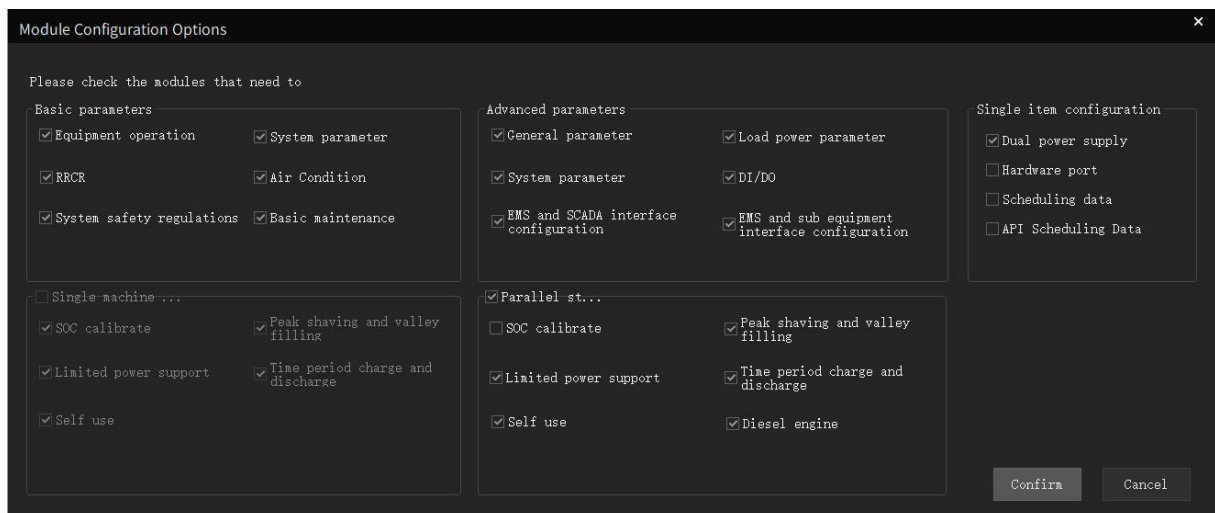 Module Configuration Options
×
Please check the modules that need to
Basic parameters
Equipment operation
System parameter
RRCR
Air Condition
System safety regulations
Basic maintenance
Advanced parameters
General parameter
Load power parameter
System parameter
DI/DO
EMS and SCADA interface
configuration
EMS and sub equipment
interface configuration
Single item configuration
Dual power supply
Hardware port
Scheduling data
API Scheduling Data
Single machine ...
SOC calibrate
Peak shaving and valley
filling
Limited power support
Time period charge and
discharge
Self use
Parallel st...
SOC calibrate
Peak shaving and valley
filling
Limited power support
Time period charge and
discharge
Self use
Diesel engine
Confirm
Cancel